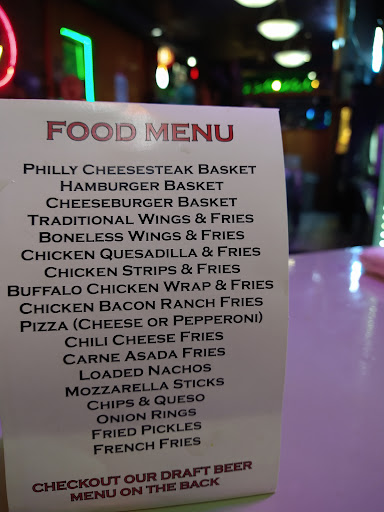 FOOD MENU
PHILLY CHEESESTEAK BASKET
HAMBURGER BASKET
CHEESEBURGER BASKET
TRADITIONAL WINGS & FRIES
BONELESS WINGS & FRIES
CHICKEN QUESADILLA & FRIES
CHICKEN STRIPS & FRIES
BUFFALO CHICKEN WRAP & FRIES
CHICKEN BACON RANCH FRIES
PIZZA (CHEESE OR PEPPERONI)
CHILI CHEESE FRIES
CARNE ASADA FRIES
LOADED NACHOS
MOZZARELLA STICKS
CHIPS & QUESO
ONION RINGS
FRIED PICKLES
FRENCH FRIES
CHECKOUT OUR DRAFT BEER
MENU ON THE BACK